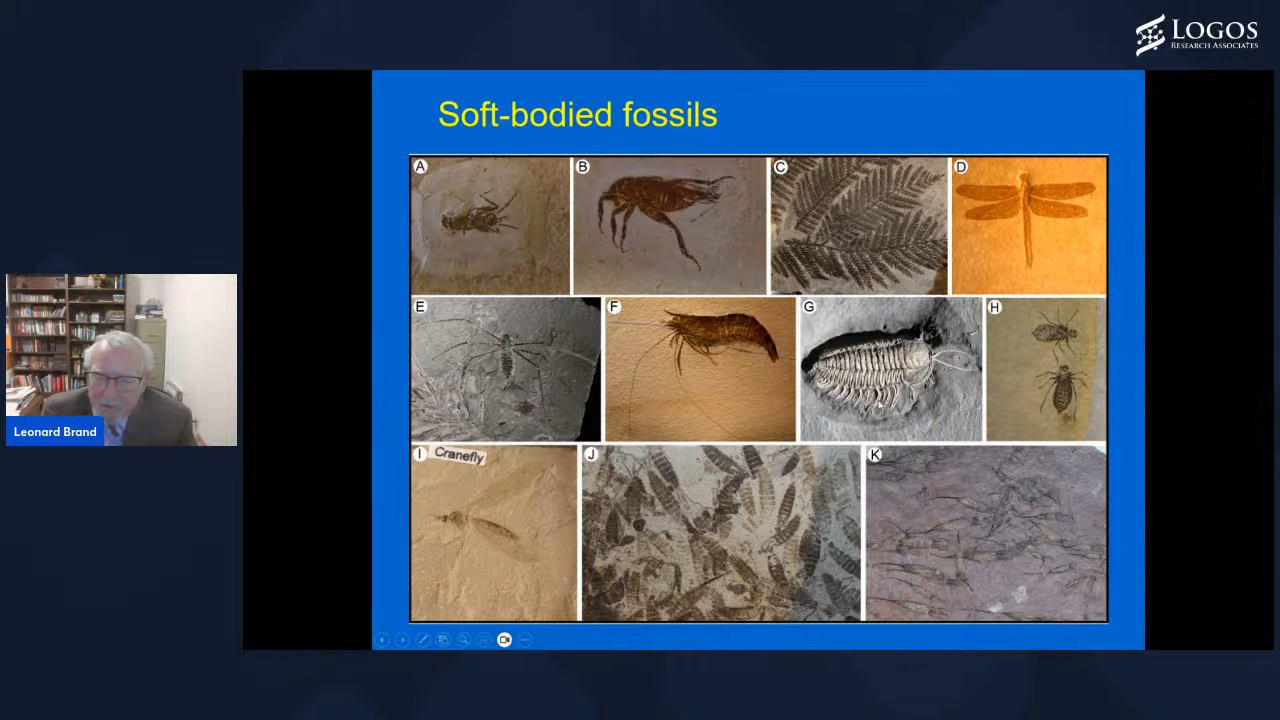 LOGOS
RESEARCH ASSOCIATES
Soft-bodied fossils
A
B
C
D
E
F
G
H
I
Cranefly
J
K
Leonard Brand